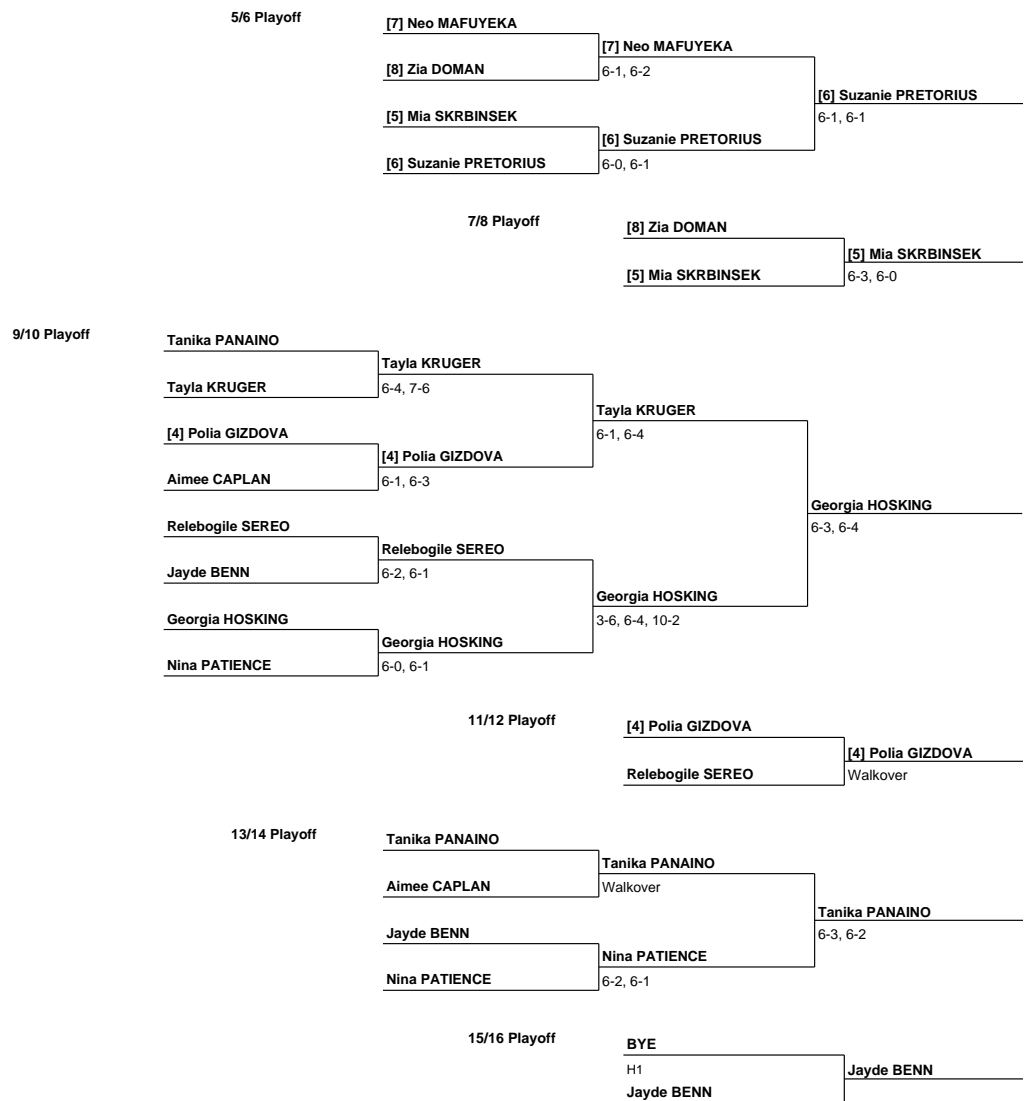 5/6 Playoff
[7] Neo MAFUYEKA
[7] Neo MAFUYEKA
[8] Zia DOMAN
6-1, 6-2
[6] Suzanie PRETORIUS
[5] Mia SKRBINSEK
6-1, 6-1
[6] Suzanie PRETORIUS
[6] Suzanie PRETORIUS
6-0, 6-1
7/8 Playoff
[8] Zia DOMAN
[5] Mia SKRBINSEK
[5] Mia SKRBINSEK
6-3, 6-0
9/10 Playoff
Tanika PANAINO
Tayla KRUGER
Tayla KRUGER
6-4, 7-6
Tayla KRUGER
[4] Polia GIZDOVA
6-1, 6-4
[4] Polia GIZDOVA
Aimee CAPLAN
6-1, 6-3
Georgia HOSKING
Relebogile SEREO
6-3, 6-4
Relebogile SEREO
Jayde BENN
6-2, 6-1
Georgia HOSKING
Georgia HOSKING
3-6, 6-4, 10-2
Georgia HOSKING
Nina PATIENCE
6-0, 6-1
11/12 Playoff
[4] Polia GIZDOVA
[4] Polia GIZDOVA
Relebogile SEREO
Walkover
13/14 Playoff
Tanika PANAINO
Tanika PANAINO
Aimee CAPLAN
Walkover
Tanika PANAINO
Jayde BENN
6-3, 6-2
Nina PATIENCE
Nina PATIENCE
6-2, 6-1
15/16 Playoff
BYE
H1
Jayde BENN
Jayde BENN